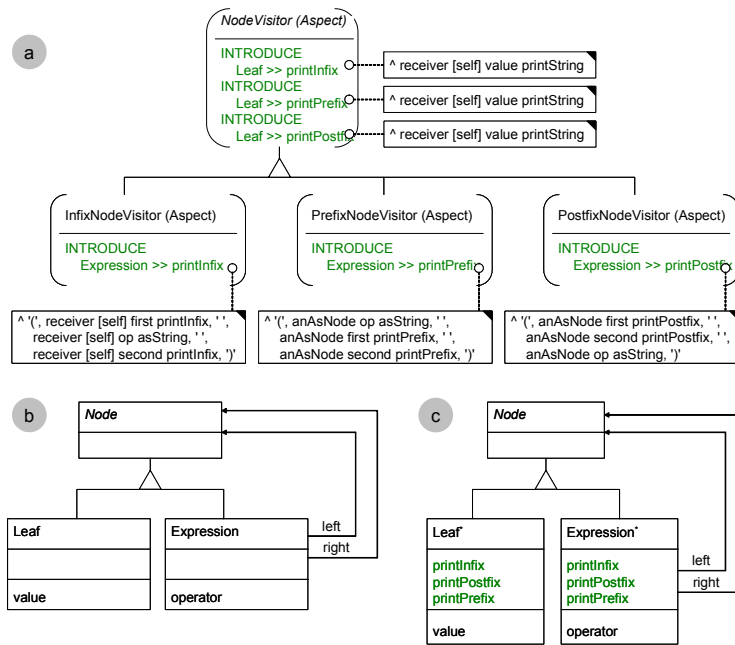 a
NodeVisitor (Aspect)
INTRODUCE
Leaf >> printInfix
INTRODUCE
Leaf >> printPrefix
INTRODUCE
Leaf >> printPostfix
^ receiver [self] value printString
^ receiver [self] value printString
^ receiver [self] value printString
InfixNodeVisitor (Aspect)
INTRODUCE
Expression >> printInfix
PrefixNodeVisitor (Aspect)
INTRODUCE
Expression >> printPrefix
PostfixNodeVisitor (Aspect)
INTRODUCE
Expression >> printPostfix
^ '(', receiver [self] first printInfix, ' ',
receiver [self] op asString, ' ',
receiver [self] second printInfix, ')'
^ '(', anAsNode op asString, ' ',
anAsNode first printPrefix, ' ',
anAsNode second printPrefix, ')'
^ '(', anAsNode first printPostfix, ' ',
anAsNode second printPostfix, ' ',
anAsNode op asString, ')'
b
Node
Leaf
value
Expression
operator
left
right
c
Node
Leaf*
printInfix
printPostfix
printPrefix
value
Expression*
printInfix
printPostfix
printPrefix
operator
left
right